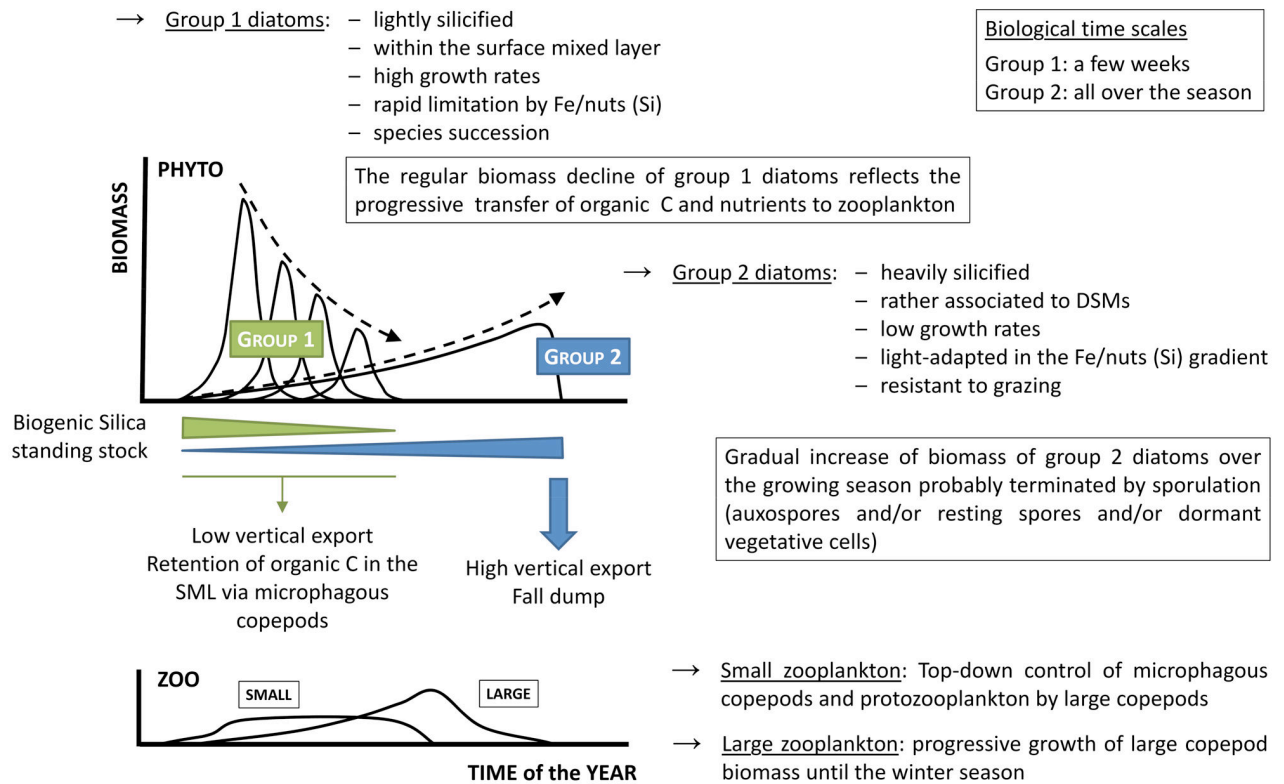 → Group 1 diatoms: – lightly silicified
– within the surface mixed layer
– high growth rates
– rapid limitation by Fe/nuts (Si)
– species succession
Biological time scales
Group 1: a few weeks
Group 2: all over the season
PHYTO
BIOMASS
The regular biomass decline of group 1 diatoms reflects the
progressive transfer of organic C and nutrients to zooplankton
→ Group 2 diatoms: – heavily silicified
– rather associated to DSMs
– low growth rates
– light-adapted in the Fe/nuts (Si) gradient
– resistant to grazing
GROUP 1
GROUP 2
Biogenic Silica
standing stock
Gradual increase of biomass of group 2 diatoms over
the growing season probably terminated by sporulation
(auxospores and/or resting spores and/or dormant
vegetative cells)
Low vertical export
Retention of organic C in the
SML via microphagous
copepods
High vertical export
Fall dump
ZOO
SMALL
LARGE
→ Small zooplankton: Top-down control of microphagous
copepods and protozooplankton by large copepods
→ Large zooplankton: progressive growth of large copepod
biomass until the winter season
TIME of the YEAR